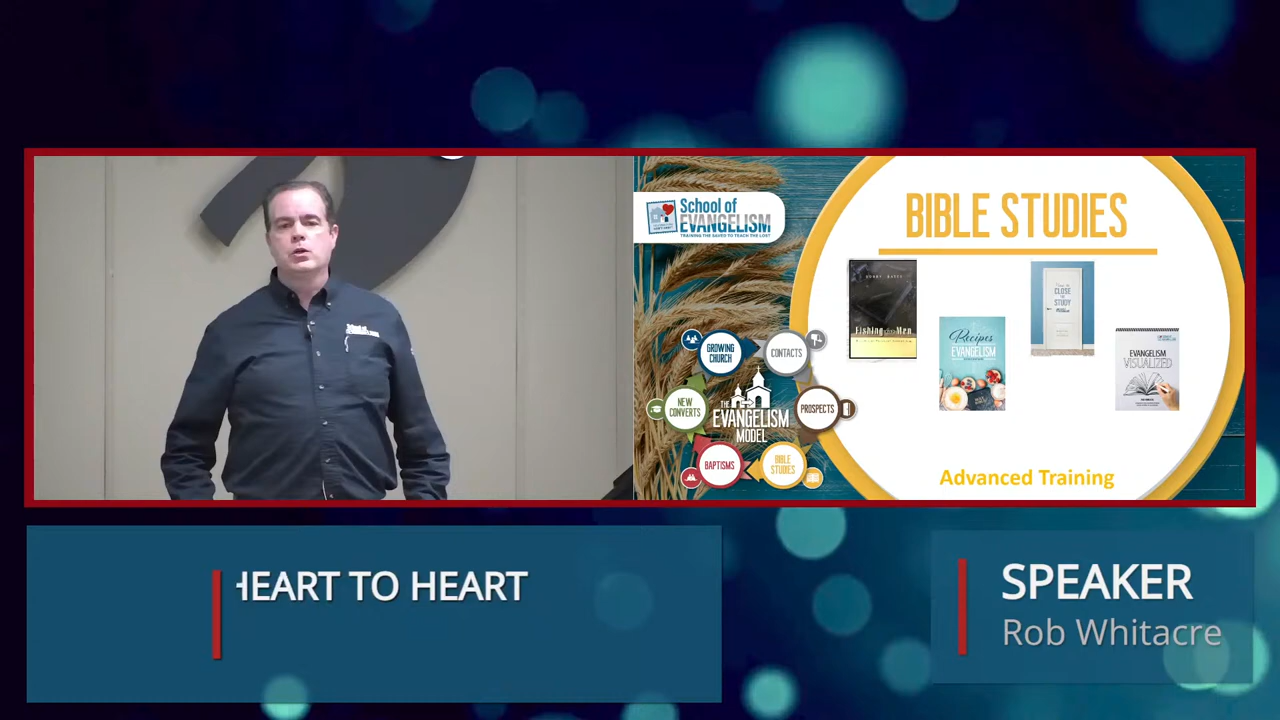 School of
EVANGELISM
TRAINING THE SAVED TO TEACH THE LOST
BIBLE STUDIES
Fishing for Men
Recipes
EVANGELISM
CLOSE
THE
STUDY
EVANGELISM
VISUALIZED
GROWING
CHURCH
CONTACTS
NEW
CONVERTS
THE
EVANGELISM
MODEL
PROSPECTS
BAPTISMS
BIBLE
STUDIES
Advanced Training
HEART TO HEART
SPEAKER
Rob Whitacre